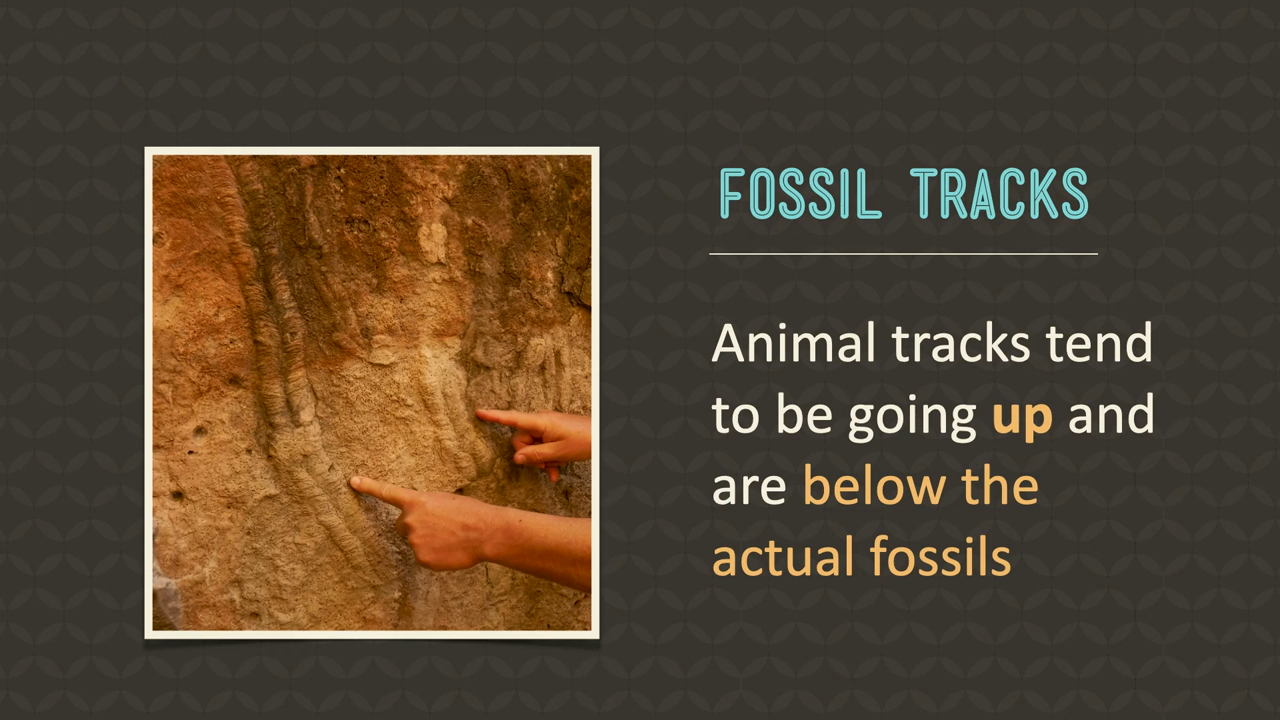 FOSSIL TRACKS
Animal tracks tend
to be going up and
are below the
actual fossils